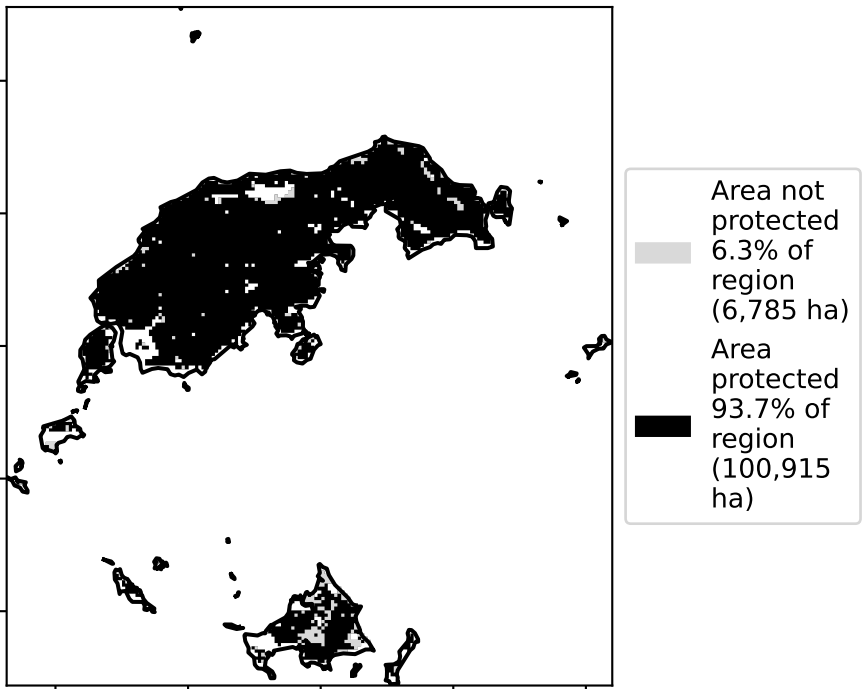 Area not
protected
6.3% of
region
(6,785 ha)
Area
protected
93.7% of
region
(100,915
ha)